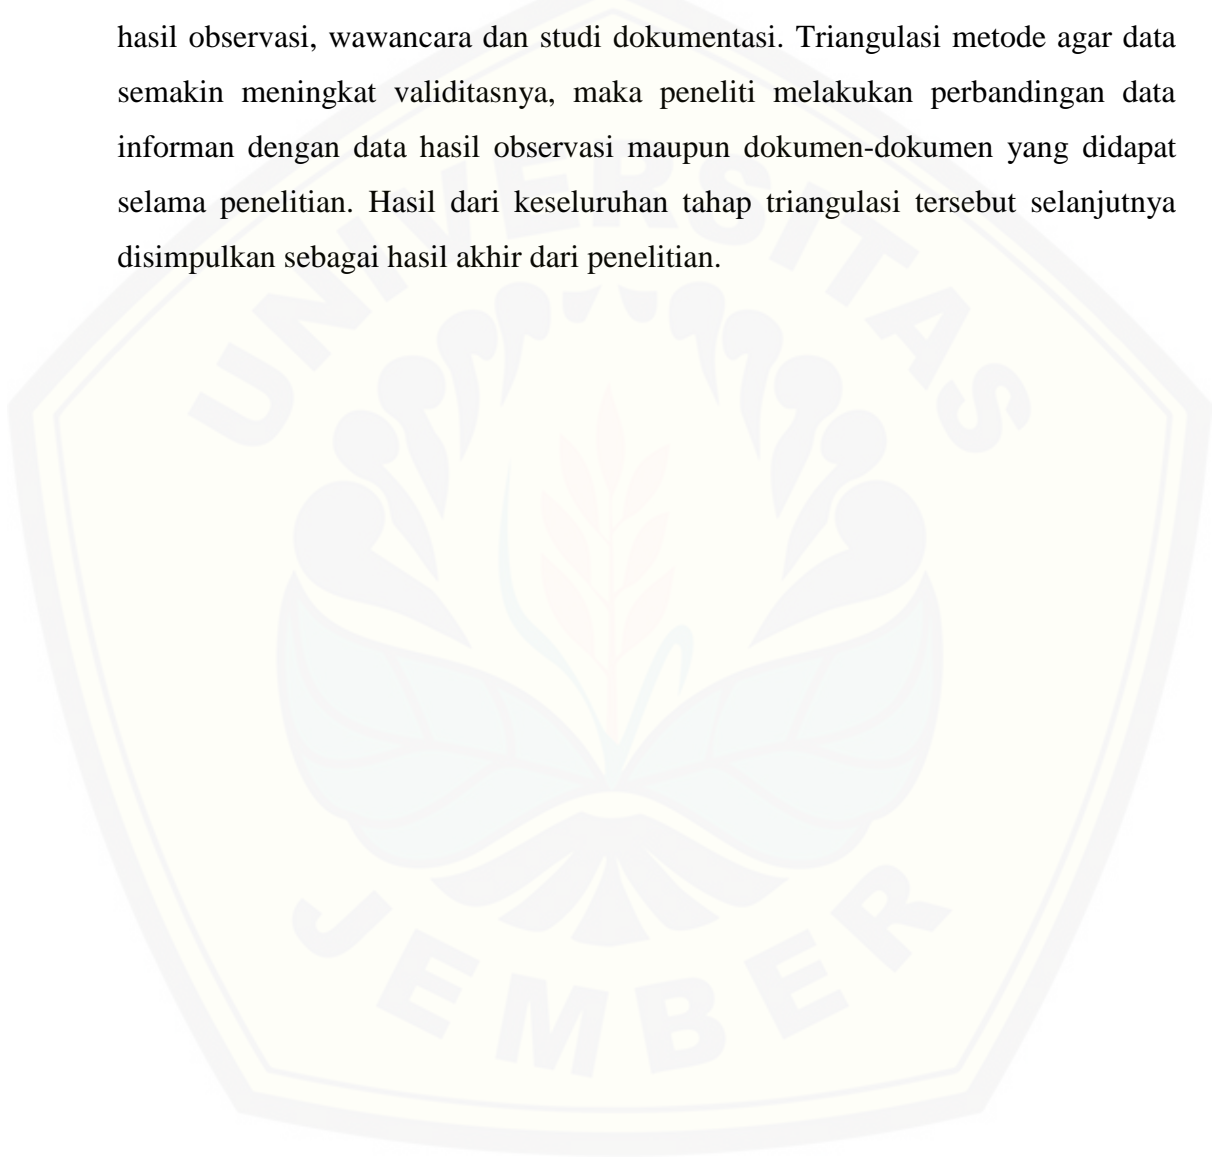 hasil observasi, wawancara dan studi dokumentasi. Triangulasi metode agar data
semakin meningkat validitasnya, maka peneliti melakukan perbandingan data
informan dengan data hasil observasi maupun dokumen-dokumen yang didapat
selama penelitian. Hasil dari keseluruhan tahap triangulasi tersebut selanjutnya
disimpulkan sebagai hasil akhir dari penelitian.
UNIVERSITAS
JEMBER